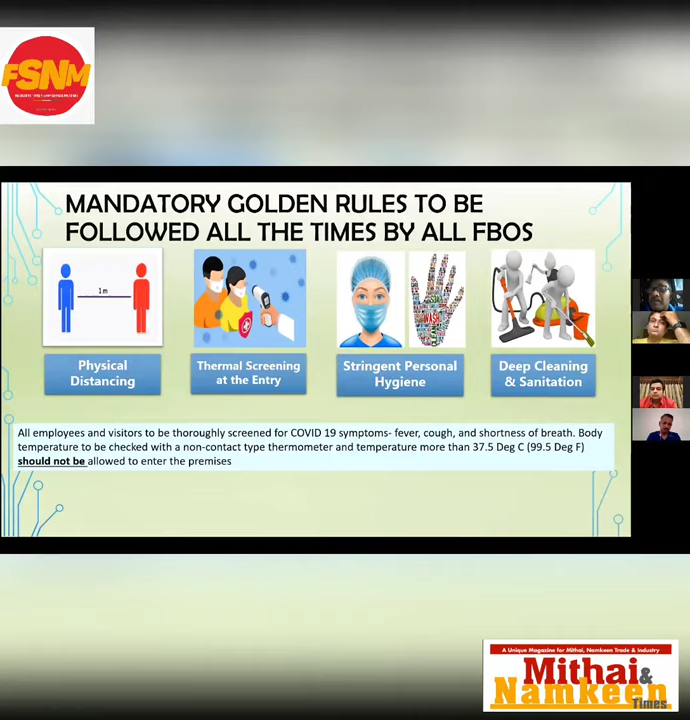 FSNM
MANDATORY GOLDEN RULES TO BE
FOLLOWED ALL THE TIMES BY ALL FBOS
1m
WASH
Physical
Distancing
Thermal Screening
at the Entry
Stringent Personal
Hygiene
Deep Cleaning
& Sanitation
All employees and visitors to be thoroughly screened for COVID 19 symptoms- fever, cough, and shortness of breath. Body
temperature to be checked with a non-contact type thermometer and temperature more than 37.5 Deg C (99.5 Deg F)
should not be allowed to enter the premises
A Unique Magazine for Mithai, Namkeen Trade & Industry
Mithai &
Namkeen
Times